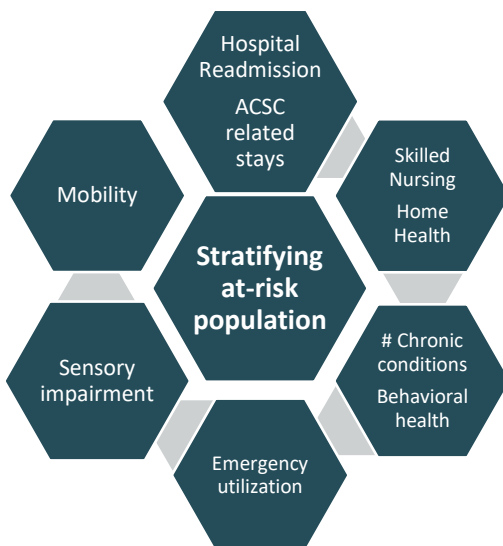 Hospital
Readmission
ACSC
related
stays
Skilled
Nursing
Home
Health
# Chronic
conditions
Behavioral
health
Emergency
utilization
Sensory
impairment
Mobility
Stratifying
at-risk
population